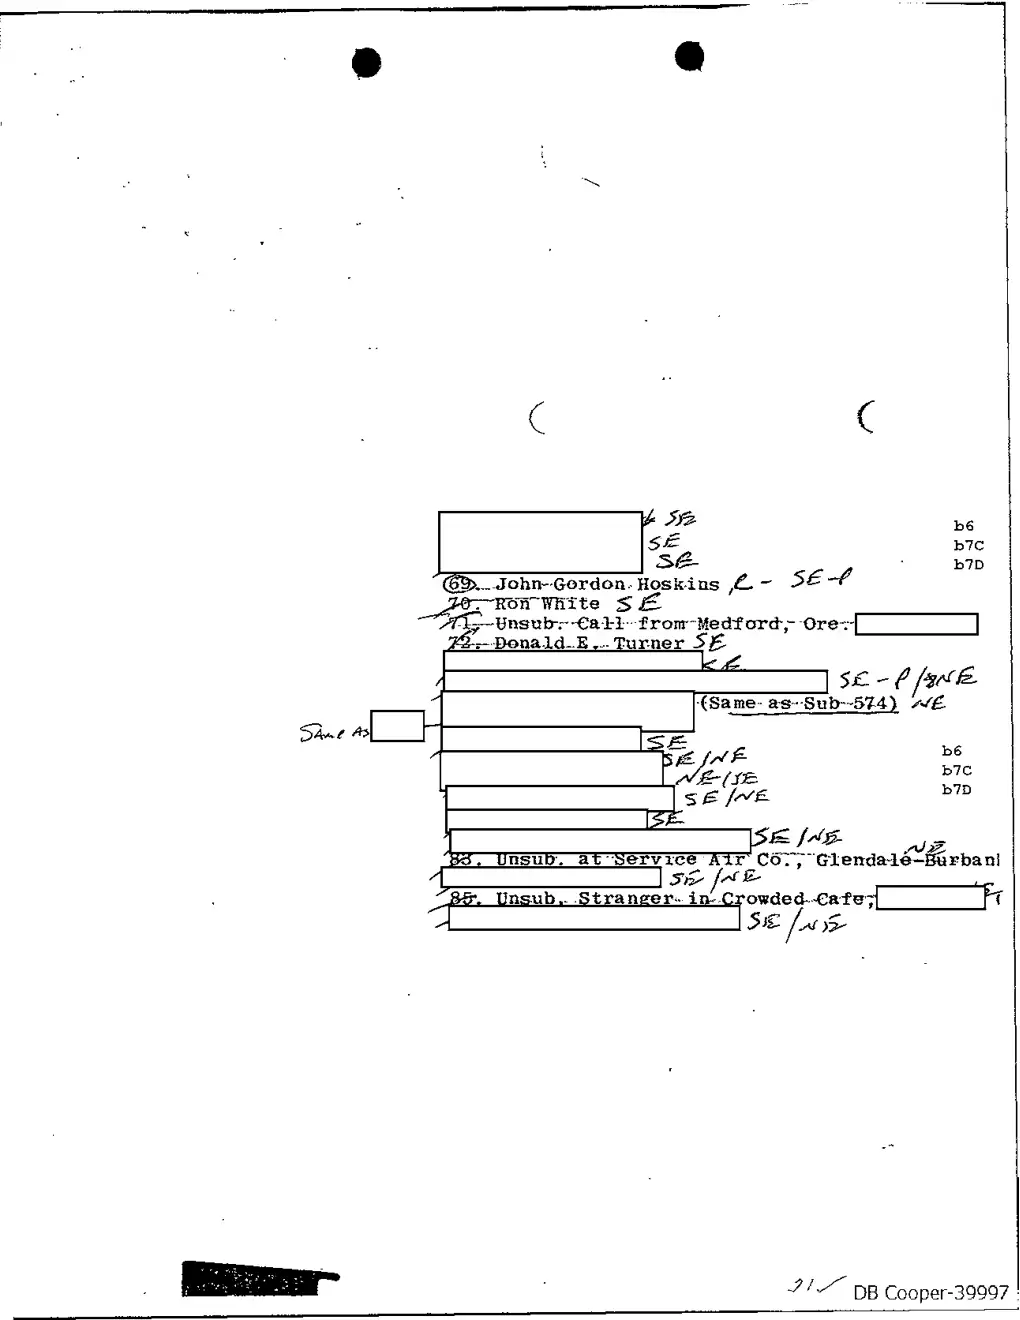 SE
b6
SE
b7C
SE
b7D
69. John Gordon Hoskins, SE-P
70. Ron White SE
71. Unsub. Call from Medford, Ore.
72. Donald E. Turner SE
SE
SE-P/NE
(Same as Sub 574) NE
Same As
SE
b6
SE/NE
b7C
NE/SE
b7D
SE/NE
SE
SE/NE
NE
83. Unsub. at Service Air Co., Glendale-Burban
SE/NE
85. Unsub. Stranger in Crowded Cafe,
SE/NE
DB Cooper-39997